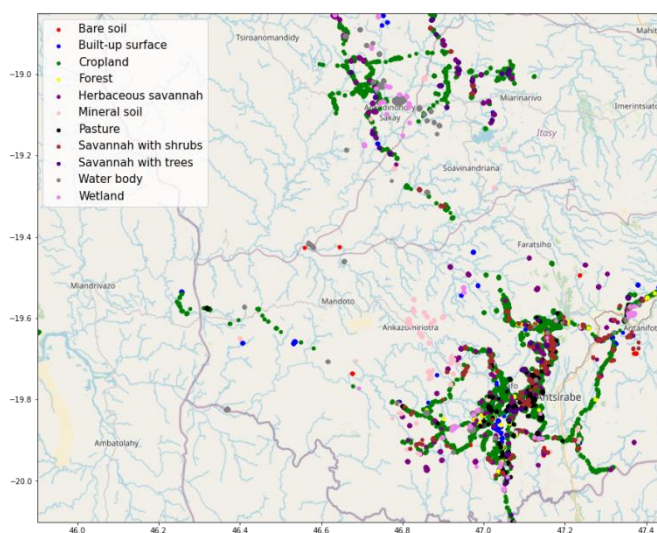 Bare soil
Built-up surface
Cropland
Forest
Herbaceous savannah
Mineral soil
Pasture
Savannah with shrubs
Savannah with trees
Water body
Wetland
Tsiroanomandidy
Mahit
Miarinarivo
Imerintsiato
Sakay
Itasy
Soavinandriana
Faratsiho
Miandrivazo
Mandoto
Ankazomiriotra
Antanifot
Antsirabe
Ambatolahy
−19.0
−19.2
−19.4
−19.6
−19.8
−20.0
46.0
46.2
46.4
46.6
46.8
47.0
47.2
47.4